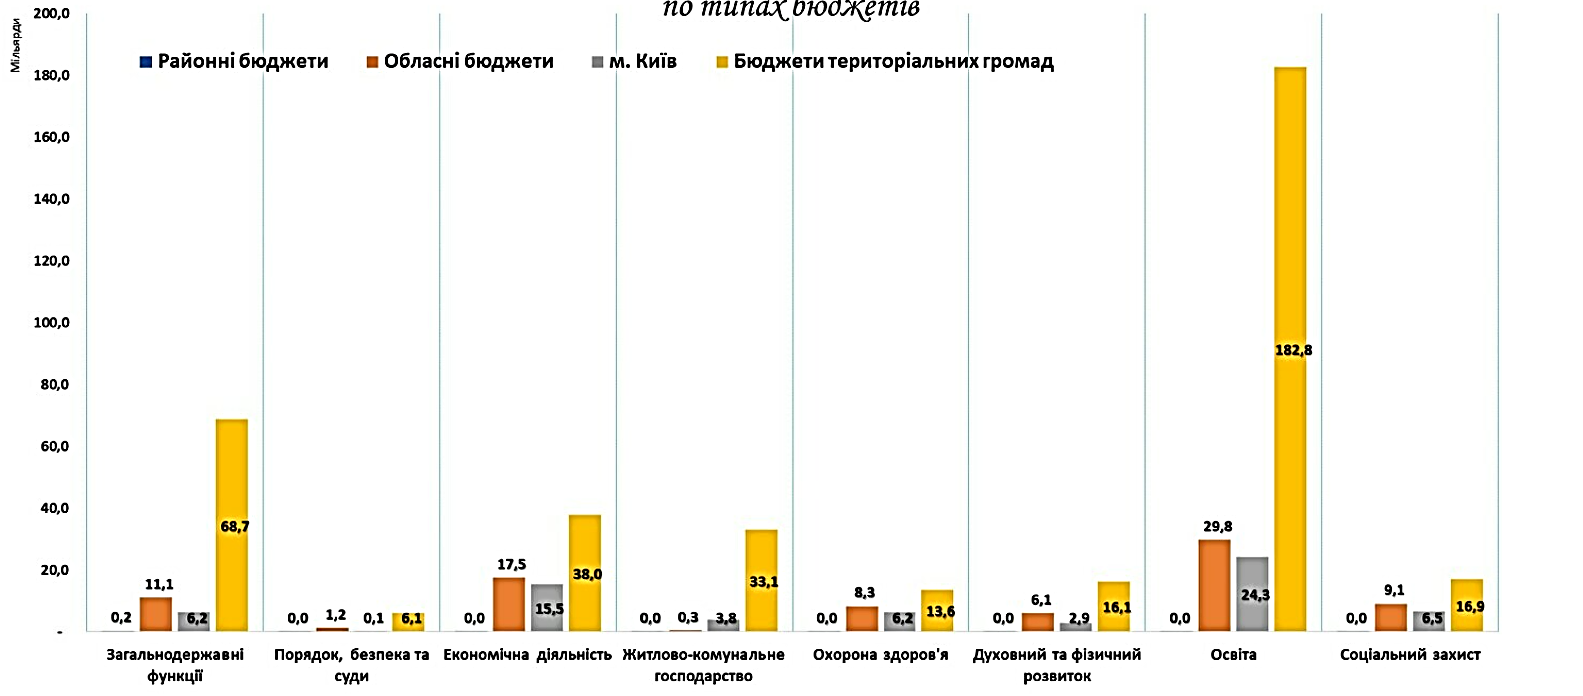 по типах бюджетів
Мільярди
Районні бюджети Обласні бюджети м. Київ Бюджети територіальних громад
200,0
180,0
160,0
140,0
120,0
100,0
80,0
60,0
40,0
20,0
-
0,2 11,1 6,2 68,7
0,0 1,2 0,1 6,1
0,0 17,5 15,5 38,0
0,0 0,3 3,8 33,1
0,0 8,3 6,2 13,6
0,0 6,1 2,9 16,1
0,0 29,8 24,3 182,8
0,0 9,1 6,5 16,9
Загальнодержавні
функції
Порядок, безпека та
суди
Економічна діяльність
Житлово-комунальне
господарство
Охорона здоров'я
Духовний та фізичний
розвиток
Освіта
Соціальний захист